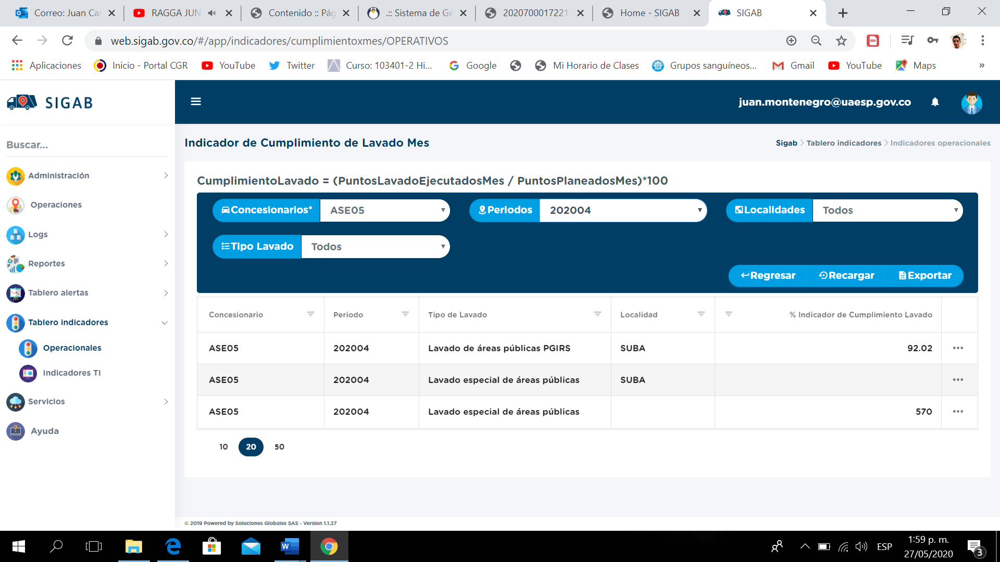 Correo: Juan Car
RAGGA JUN
Contenido :: Pág
.:: Sistema de Ge
2020700017221
Home - SIGAB
SIGAB
web.sigab.gov.co/#/app/indicadores/cumplimientoxmes/OPERATIVOS
Aplicaciones
Inicio - Portal CGR
YouTube
Twitter
Curso: 103401-2 Hi...
Google
Mi Horario de Clases
Grupos sanguíneos...
Gmail
YouTube
Maps
»
SIGAB
juan.montenegro@uaesp.gov.co
Buscar...
Administración
Operaciones
Logs
Reportes
Tablero alertas
Tablero indicadores
Operacionales
Indicadores TI
Servicios
Ayuda
Indicador de Cumplimiento de Lavado Mes
Sigab > Tablero indicadores > Indicadores operacionales
CumplimientoLavado = (PuntosLavadoEjecutadosMes / PuntosPlaneadosMes)*100
Concesionarios* ASE05
Periodos 202004
Localidades Todos
Tipo Lavado Todos
Regresar Recargar Exportar
Concesionario Periodo Tipo de Lavado Localidad % Indicador de Cumplimiento Lavado
ASE05 202004 Lavado de áreas públicas PGIRS SUBA 92.02 •••
ASE05 202004 Lavado especial de áreas públicas SUBA •••
ASE05 202004 Lavado especial de áreas públicas 570 •••
10 20 50
© 2019 Powered by Soluciones Globales SAS - Version 1.1.27
ESP
1:59 p. m.
27/05/2020
3